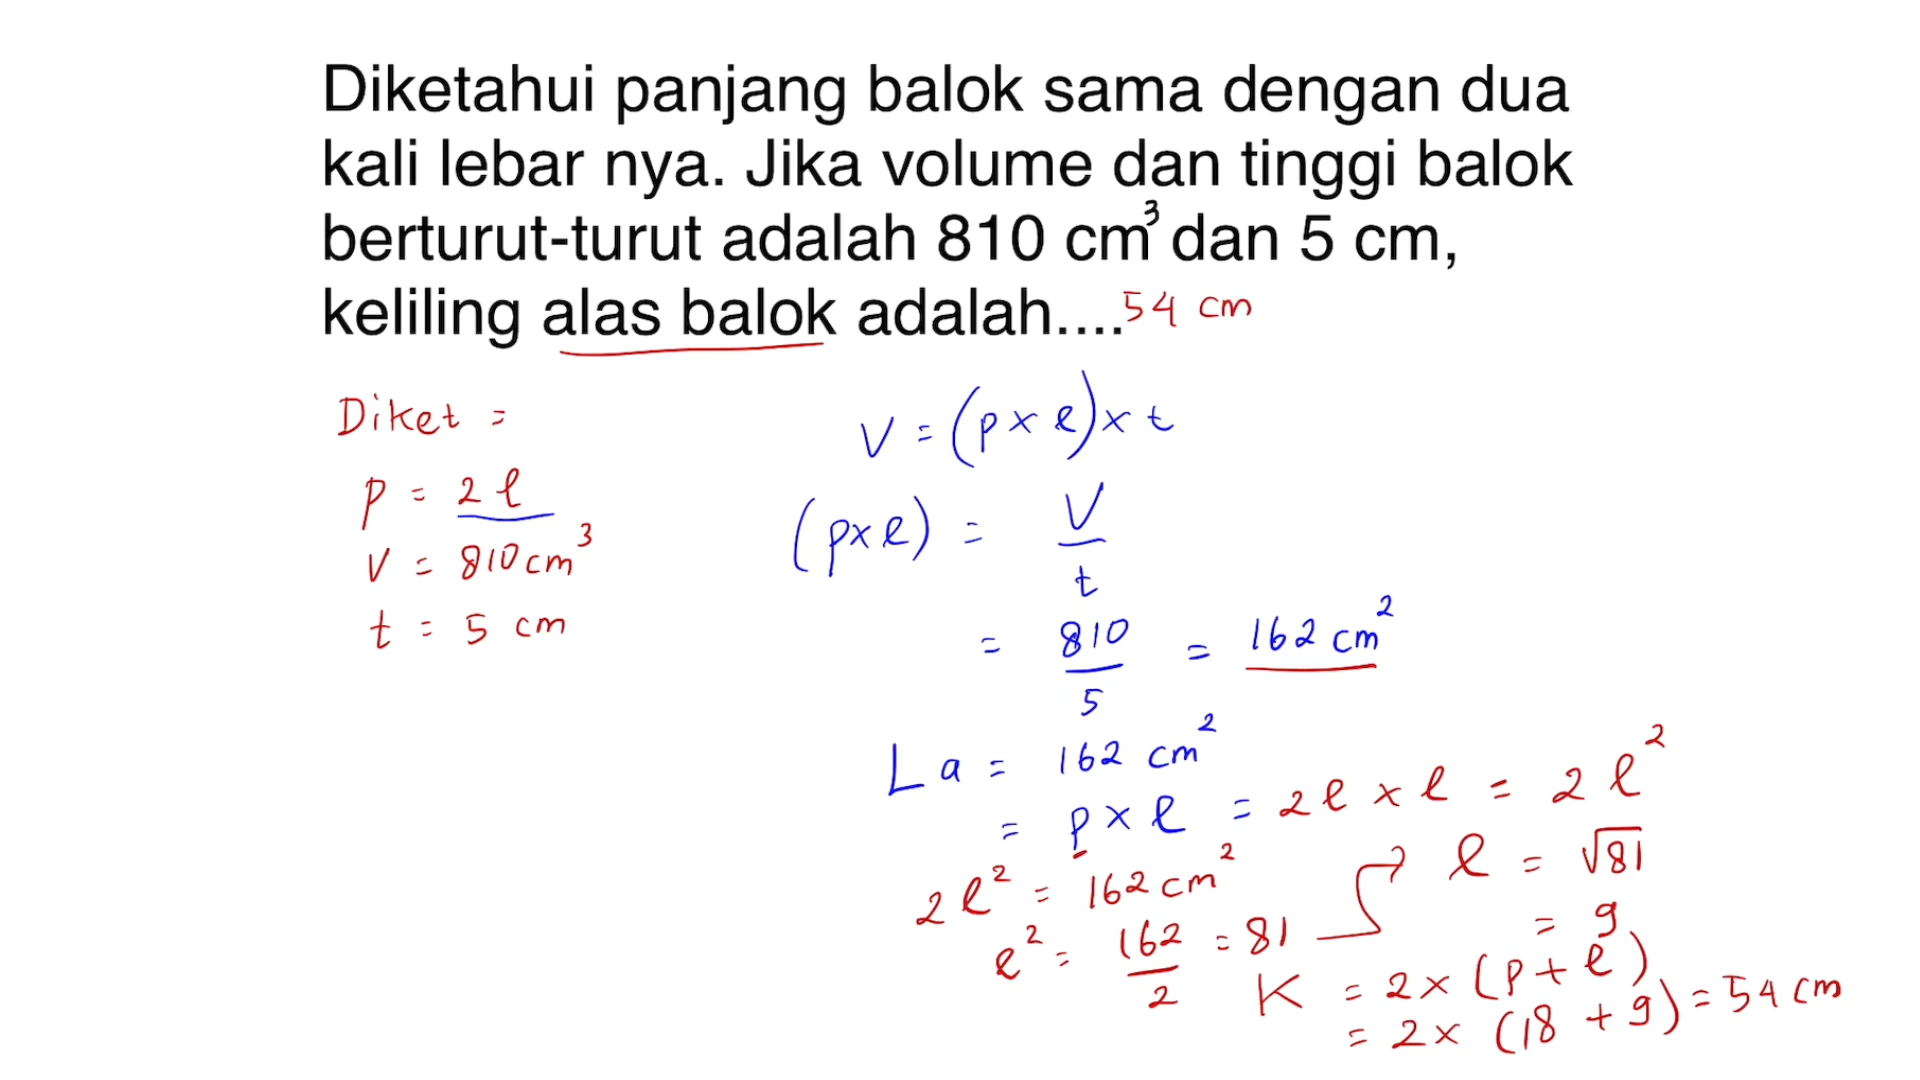 Diketahui panjang balok sama dengan dua
kali lebar nya. Jika volume dan tinggi balok
berturut-turut adalah 810 cm³ dan 5 cm,
keliling alas balok adalah....54 cm
Diket =
p = 2ℓ
V = 810 cm³
t = 5 cm
V = (p × ℓ) × t
(p×ℓ) = V/t
= 810/5 = 162 cm²
La = 162 cm²
= p × ℓ = 2ℓ × ℓ = 2ℓ²
2ℓ² = 162 cm²
ℓ² = 162/2 = 81
ℓ = √81
= 9
K = 2× (p + ℓ)
= 2× (18 + 9) = 54 cm